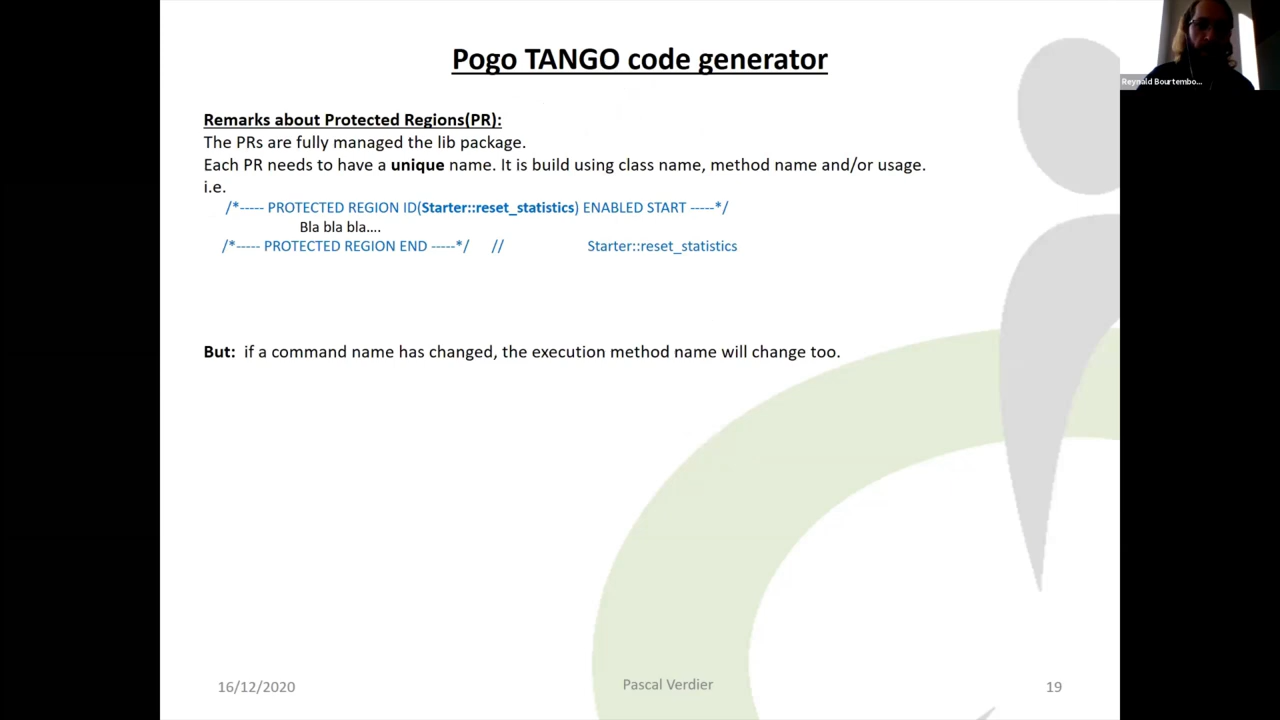 Pogo TANGO code generator
Reynald Bourtembo...
Remarks about Protected Regions(PR):
The PRs are fully managed the lib package.
Each PR needs to have a unique name. It is build using class name, method name and/or usage.
i.e.
/*----- PROTECTED REGION ID(Starter::reset_statistics) ENABLED START -----*/
Bla bla bla....
/*----- PROTECTED REGION END -----*/ // Starter::reset_statistics
But: if a command name has changed, the execution method name will change too.
16/12/2020
Pascal Verdier
19